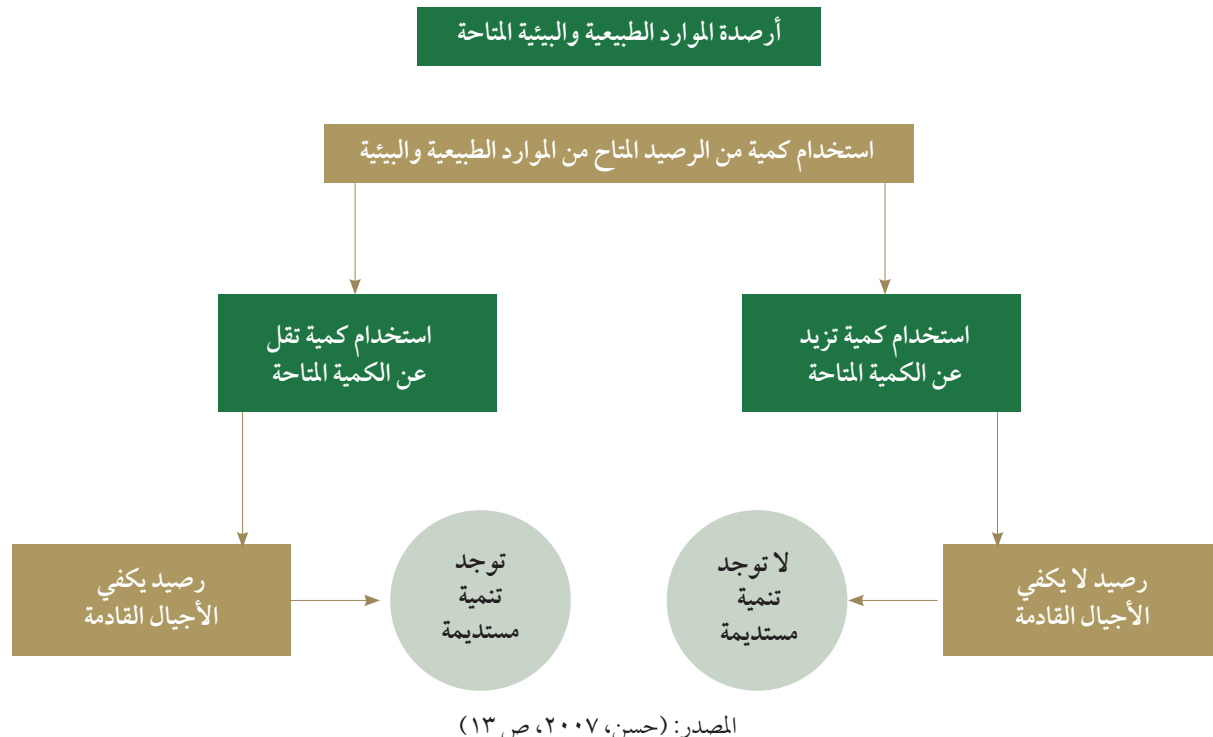 أرصدة الموارد الطبيعية والبيئية المتاحة
استخدام كمية من الرصيد المتاح من الموارد الطبيعية والبيئية
استخدام كمية تزيد
عن الكمية المتاحة
استخدام كمية تقل
عن الكمية المتاحة
رصيد لا يكفي
الأجيال القادمة
لا توجد
تنمية
مستديمة
توجد
تنمية
مستديمة
رصيد يكفي
الأجيال القادمة
المصدر: (حسن، ٢٠٠٧، ص ١٣)